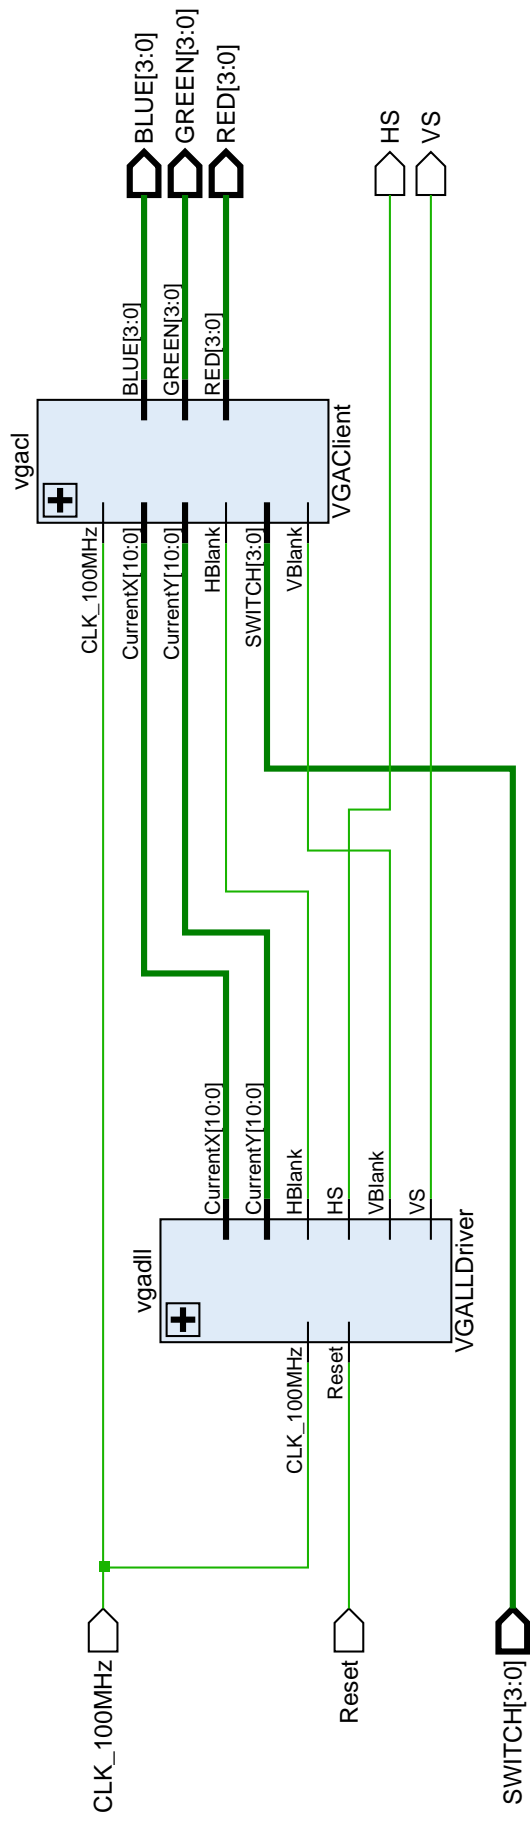 CLK_100MHz
Reset
SWITCH[3:0]
vgadll
CLK_100MHz
Reset
CurrentX[10:0]
CurrentY[10:0]
HBlank
HS
VBlank
VS
VGALLDriver
vgacl
CLK_100MHz
CurrentX[10:0]
CurrentY[10:0]
HBlank
SWITCH[3:0]
VBlank
BLUE[3:0]
GREEN[3:0]
RED[3:0]
VGAClient
BLUE[3:0]
GREEN[3:0]
RED[3:0]
HS
VS